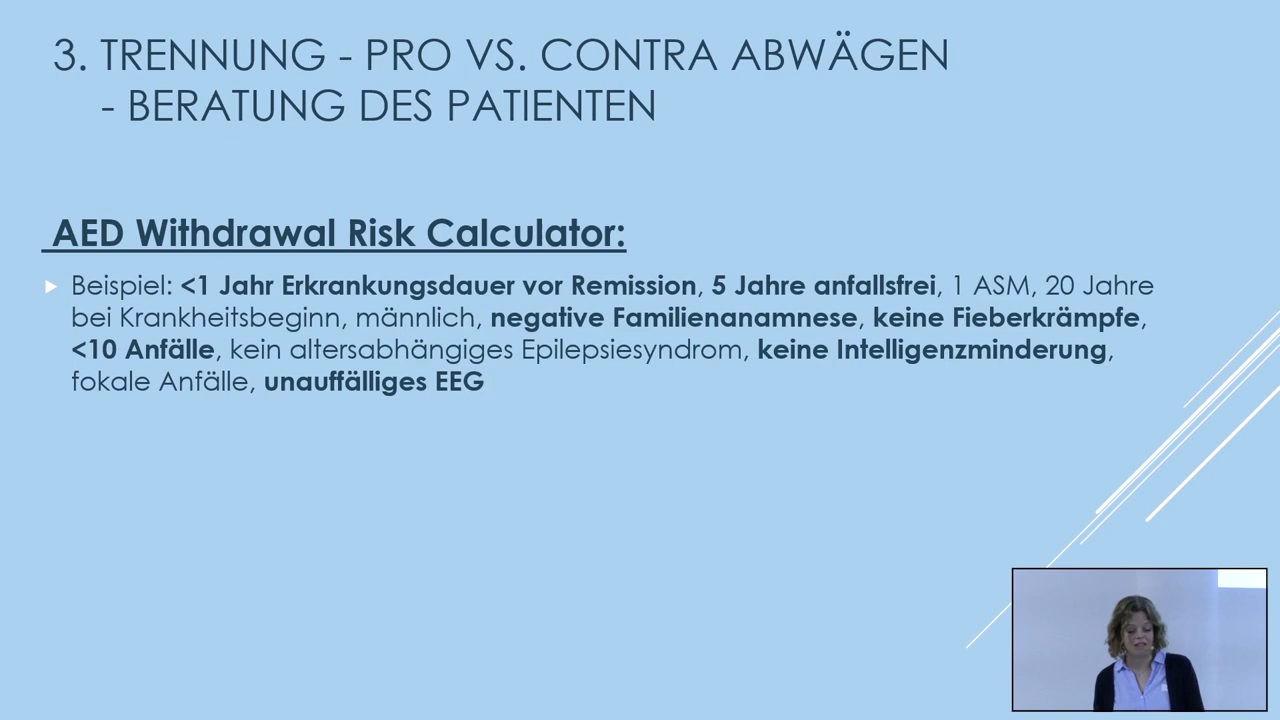 3. TRENNUNG - PRO VS. CONTRA ABWÄGEN
- BERATUNG DES PATIENTEN
AED Withdrawal Risk Calculator:
Beispiel: <1 Jahr Erkrankungsdauer vor Remission, 5 Jahre anfallsfrei, 1 ASM, 20 Jahre
bei Krankheitsbeginn, männlich, negative Familienanamnese, keine Fieberkrämpfe,
<10 Anfälle, kein altersabhängiges Epilepsiesyndrom, keine Intelligenzminderung,
fokale Anfälle, unauffälliges EEG